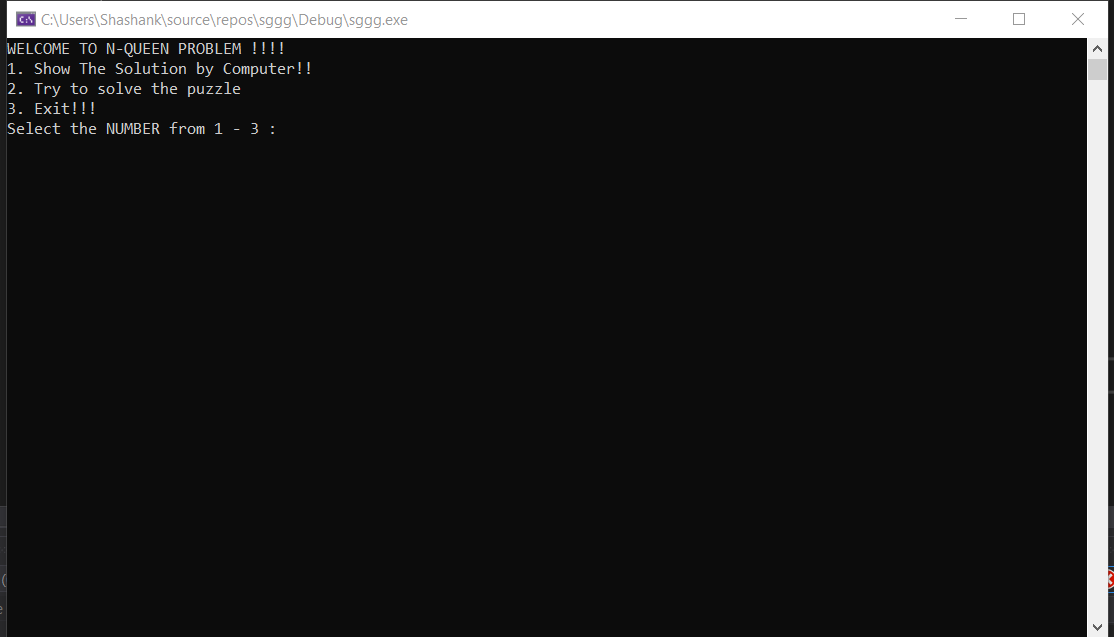 C:\Users\Shashank\source\repos\sggg\Debug\sggg.exe
WELCOME TO N-QUEEN PROBLEM !!!!
1. Show The Solution by Computer!!
2. Try to solve the puzzle
3. Exit!!!
Select the NUMBER from 1 - 3 :